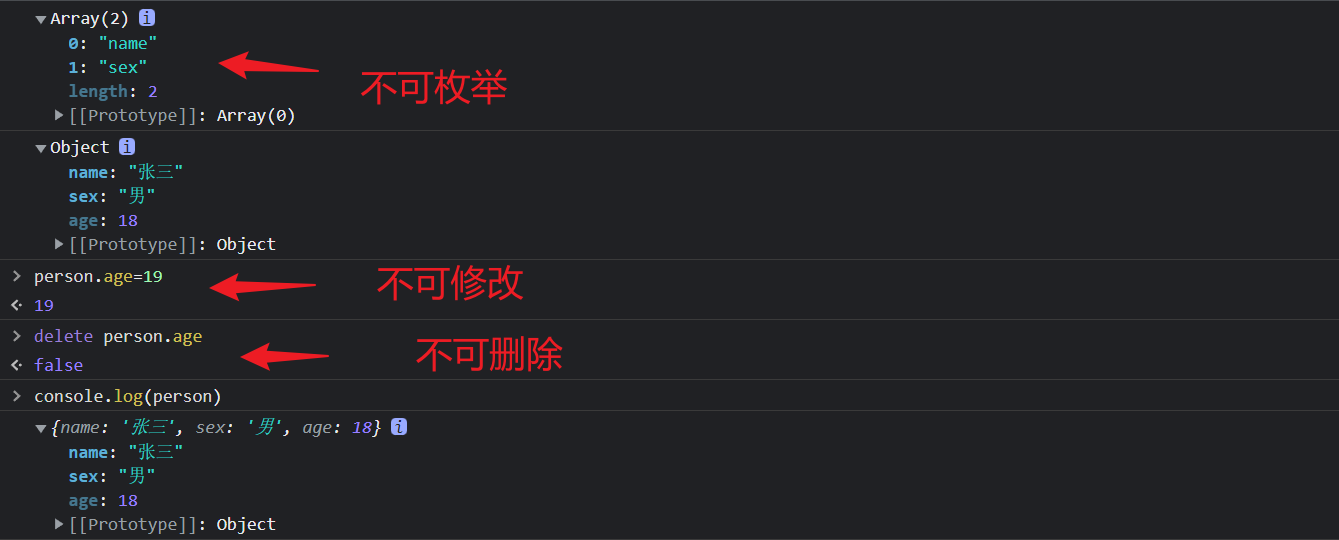 ▼Array(2) i
0: "name"
1: "sex"
不可枚举
length: 2
▶[[Prototype]]: Array(0)
▼Object i
name: "张三"
sex: "男"
age: 18
▶[[Prototype]]: Object
> person.age=19
不可修改
19
> delete person.age
不可删除
false
> console.log(person)
▼{name: '张三', sex: '男', age: 18} i
name: "张三"
sex: "男"
age: 18
▶[[Prototype]]: Object